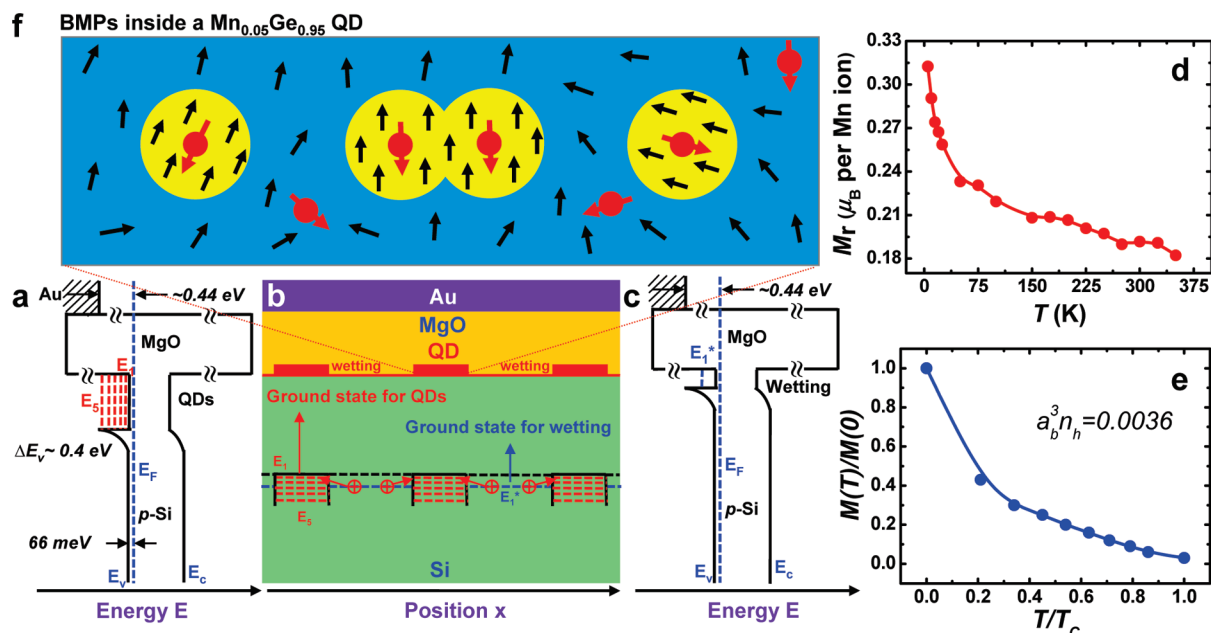 f
BMPs inside a Mn0.05Ge0.95 QD
d
Mr (μB per Mn ion)
0.33
0.30
0.27
0.24
0.21
0.18
0 75 150 225 300 375
T (K)
a
Au
~0.44 eV
MgO
E1
E5
QDs
ΔEv~ 0.4 eV
EF
p-Si
66 meV
Ev
Ec
Energy E
b
Au
MgO
QD
wetting
wetting
Ground state for QDs
Ground state for wetting
E1
E1*
E5
Si
Position x
c
~0.44 eV
MgO
E1*
Wetting
EF
p-Si
Ev
Ec
Energy E
e
ab3nh=0.0036
M(T)/M(0)
1.0
0.8
0.6
0.4
0.2
0.0
0.0 0.2 0.4 0.6 0.8 1.0
T/TC